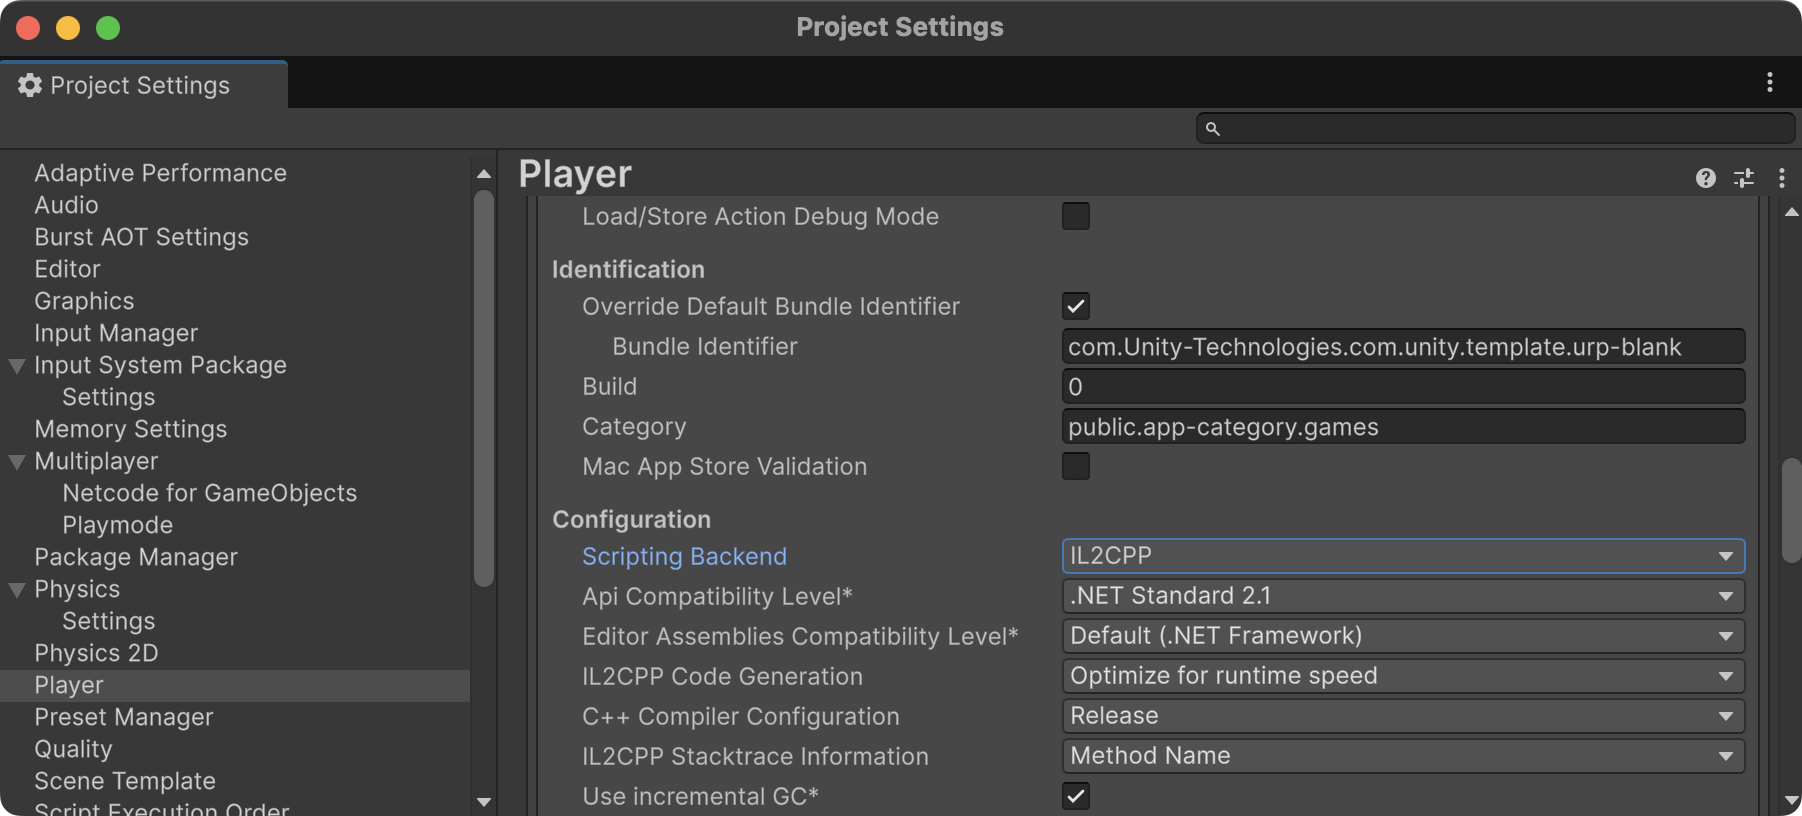 Project Settings
Project Settings
Adaptive Performance
Audio
Burst AOT Settings
Editor
Graphics
Input Manager
Input System Package
Settings
Memory Settings
Multiplayer
Netcode for GameObjects
Playmode
Package Manager
Physics
Settings
Physics 2D
Player
Preset Manager
Quality
Scene Template
Script Execution Order
Player
Load/Store Action Debug Mode
Identification
Override Default Bundle Identifier
Bundle Identifier com.Unity-Technologies.com.unity.template.urp-blank
Build 0
Category public.app-category.games
Mac App Store Validation
Configuration
Scripting Backend IL2CPP
Api Compatibility Level* .NET Standard 2.1
Editor Assemblies Compatibility Level* Default (.NET Framework)
IL2CPP Code Generation Optimize for runtime speed
C++ Compiler Configuration Release
IL2CPP Stacktrace Information Method Name
Use incremental GC*